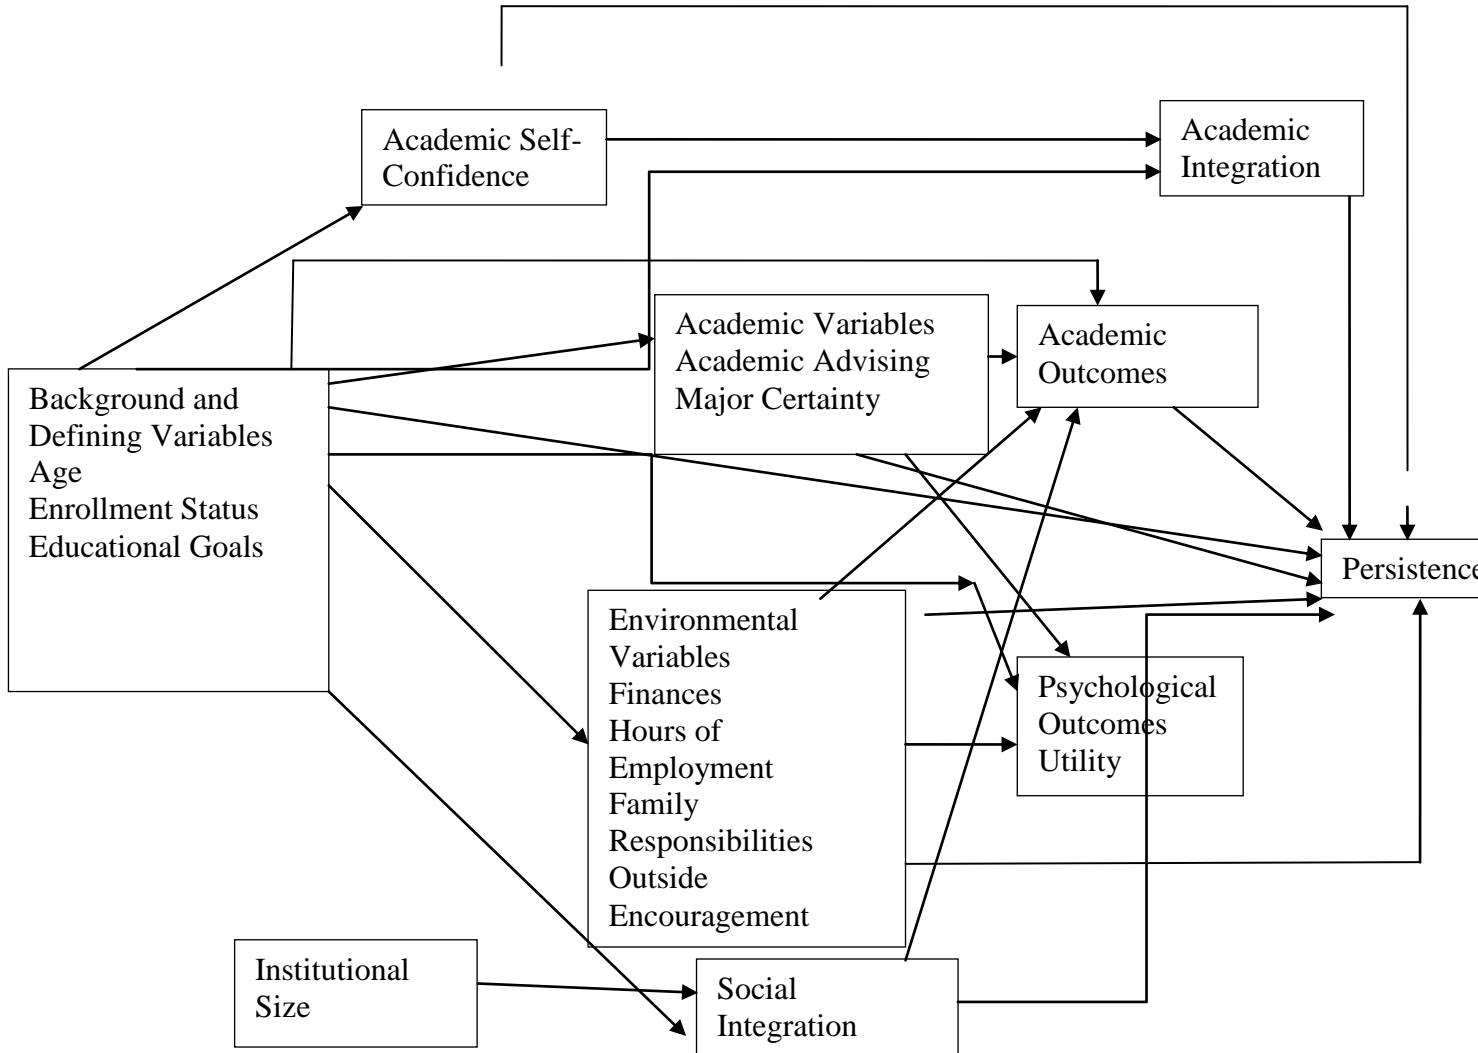 Academic Self-
Confidence
Academic
Integration
Academic Variables
Academic Advising
Major Certainty
Academic
Outcomes
Background and
Defining Variables
Age
Enrollment Status
Educational Goals
Persistence
Environmental
Variables
Finances
Hours of
Employment
Family
Responsibilities
Outside
Encouragement
Psychological
Outcomes
Utility
Institutional
Size
Social
Integration